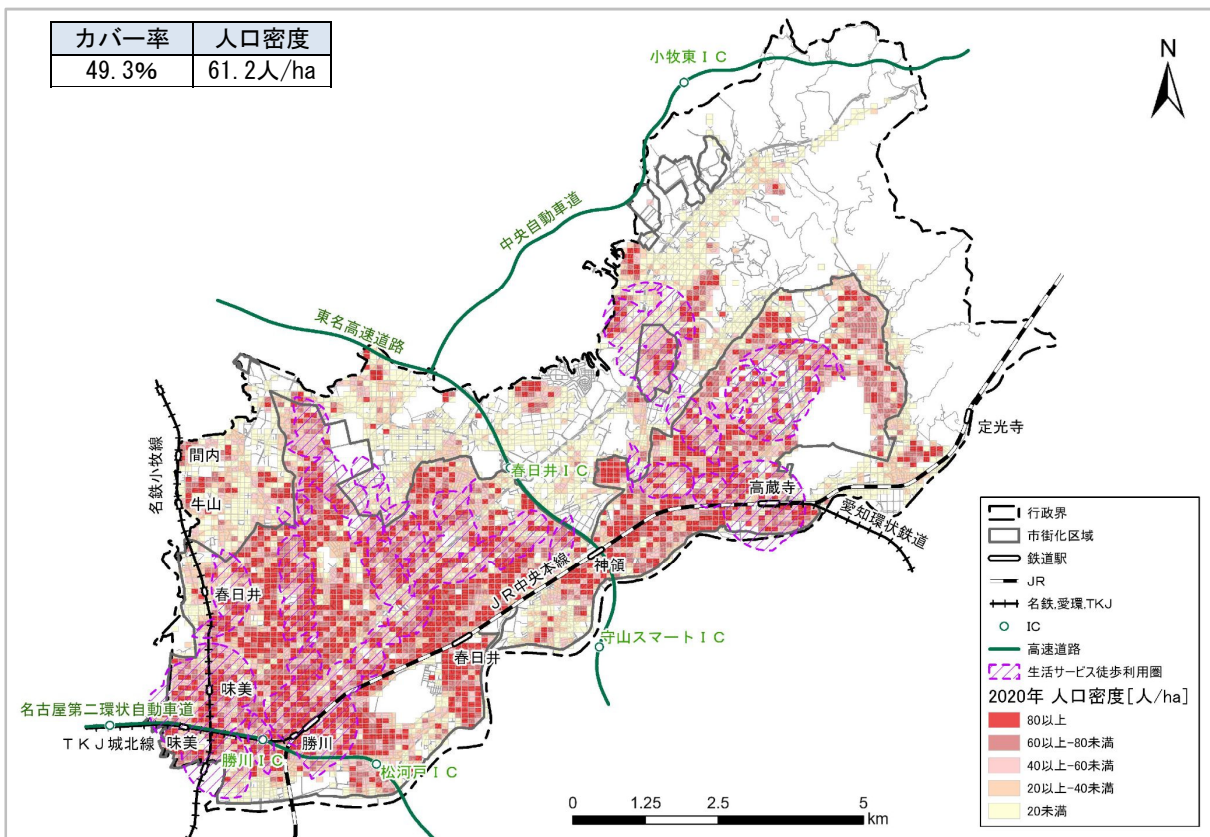 カバー率 人口密度
49.3% 61.2人/ha
小牧東IC
N
中央自動車道
東名高速道路
名鉄小牧線
間内
牛山
春日井IC
定光寺
高蔵寺
愛知環状鉄道
神領
JR中央本線
春日井
守山スマートIC
春日井
味美
名古屋第二環状自動車道
TKJ城北線
味美
勝川
勝川IC
松河戸IC
行政界
市街化区域
鉄道駅
JR
名鉄,愛環,TKJ
IC
高速道路
生活サービス徒歩利用圏
2020年 人口密度[人/ha]
80以上
60以上-80未満
40以上-60未満
20以上-40未満
20未満
0 1.25 2.5 5
km